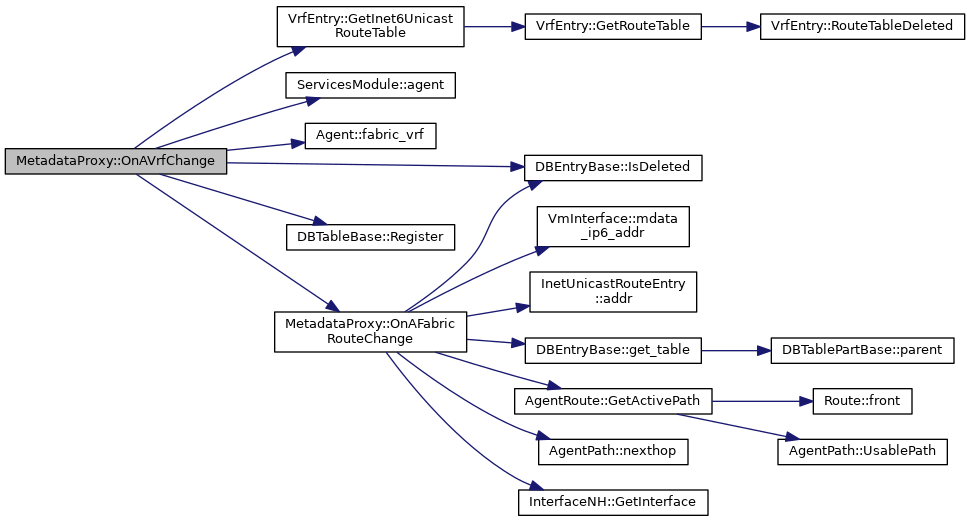 VrfEntry::GetInet6Unicast
RouteTable
VrfEntry::GetRouteTable
VrfEntry::RouteTableDeleted
ServicesModule::agent
Agent::fabric_vrf
MetadataProxy::OnAVrfChange
DBEntryBase::IsDeleted
VmInterface::mdata
_ip6_addr
DBTableBase::Register
InetUnicastRouteEntry
::addr
MetadataProxy::OnAFabric
RouteChange
DBEntryBase::get_table
DBTablePartBase::parent
AgentRoute::GetActivePath
Route::front
AgentPath::nexthop
AgentPath::UsablePath
InterfaceNH::GetInterface